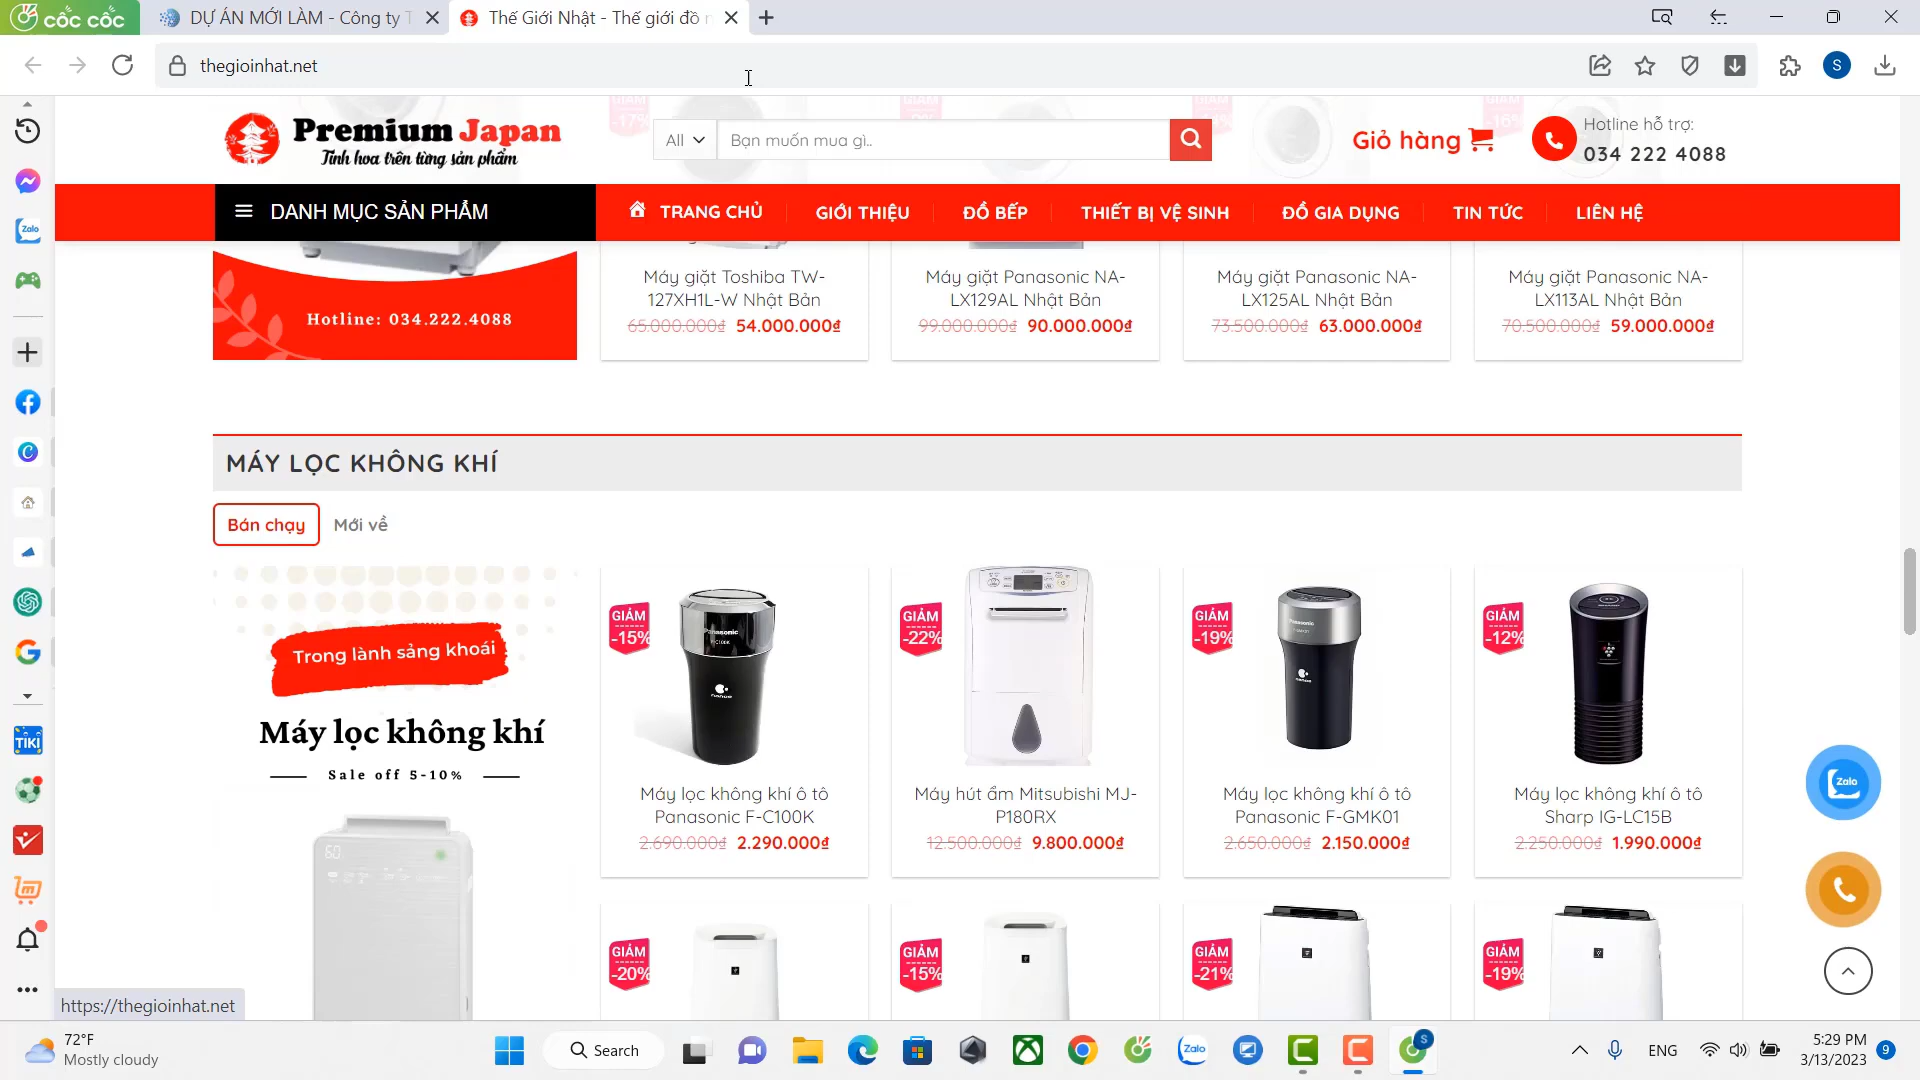 cốc cốc
DỰ ÁN MỚI LÀM - Công ty T
Thế Giới Nhật - Thế giới đồ n
thegioinhat.net
S
Premium Japan
Tinh hoa trên từng sản phẩm
All
Bạn muốn mua gì..
Giỏ hàng
Hotline hỗ trợ:
034 222 4088
DANH MỤC SẢN PHẨM
TRANG CHỦ
GIỚI THIỆU
ĐỒ BẾP
THIẾT BỊ VỆ SINH
ĐỒ GIA DỤNG
TIN TỨC
LIÊN HỆ
Hotline: 034.222.4088
Máy giặt Toshiba TW-
127XH1L-W Nhật Bản
65.000.000₫ 54.000.000₫
Máy giặt Panasonic NA-
LX129AL Nhật Bản
99.000.000₫ 90.000.000₫
Máy giặt Panasonic NA-
LX125AL Nhật Bản
73.500.000₫ 63.000.000₫
Máy giặt Panasonic NA-
LX113AL Nhật Bản
70.500.000₫ 59.000.000₫
MÁY LỌC KHÔNG KHÍ
Bán chạy
Mới về
Trong lành sảng khoái
Máy lọc không khí
Sale off 5-10%
GIẢM
-15%
Panasonic
nanoe
Máy lọc không khí ô tô
Panasonic F-C100K
2.690.000₫ 2.290.000₫
GIẢM
-22%
Máy hút ẩm Mitsubishi MJ-
P180RX
12.500.000₫ 9.800.000₫
GIẢM
-19%
Máy lọc không khí ô tô
Panasonic F-GMK01
2.650.000₫ 2.150.000₫
GIẢM
-12%
Máy lọc không khí ô tô
Sharp IG-LC15B
2.250.000₫ 1.990.000₫
GIẢM
-20%
GIẢM
-15%
GIẢM
-21%
GIẢM
-19%
Zalo
Zalo
TIKI
https://thegioinhat.net
72°F
Mostly cloudy
Search
Zalo
S
ENG
5:29 PM
3/13/2023
9